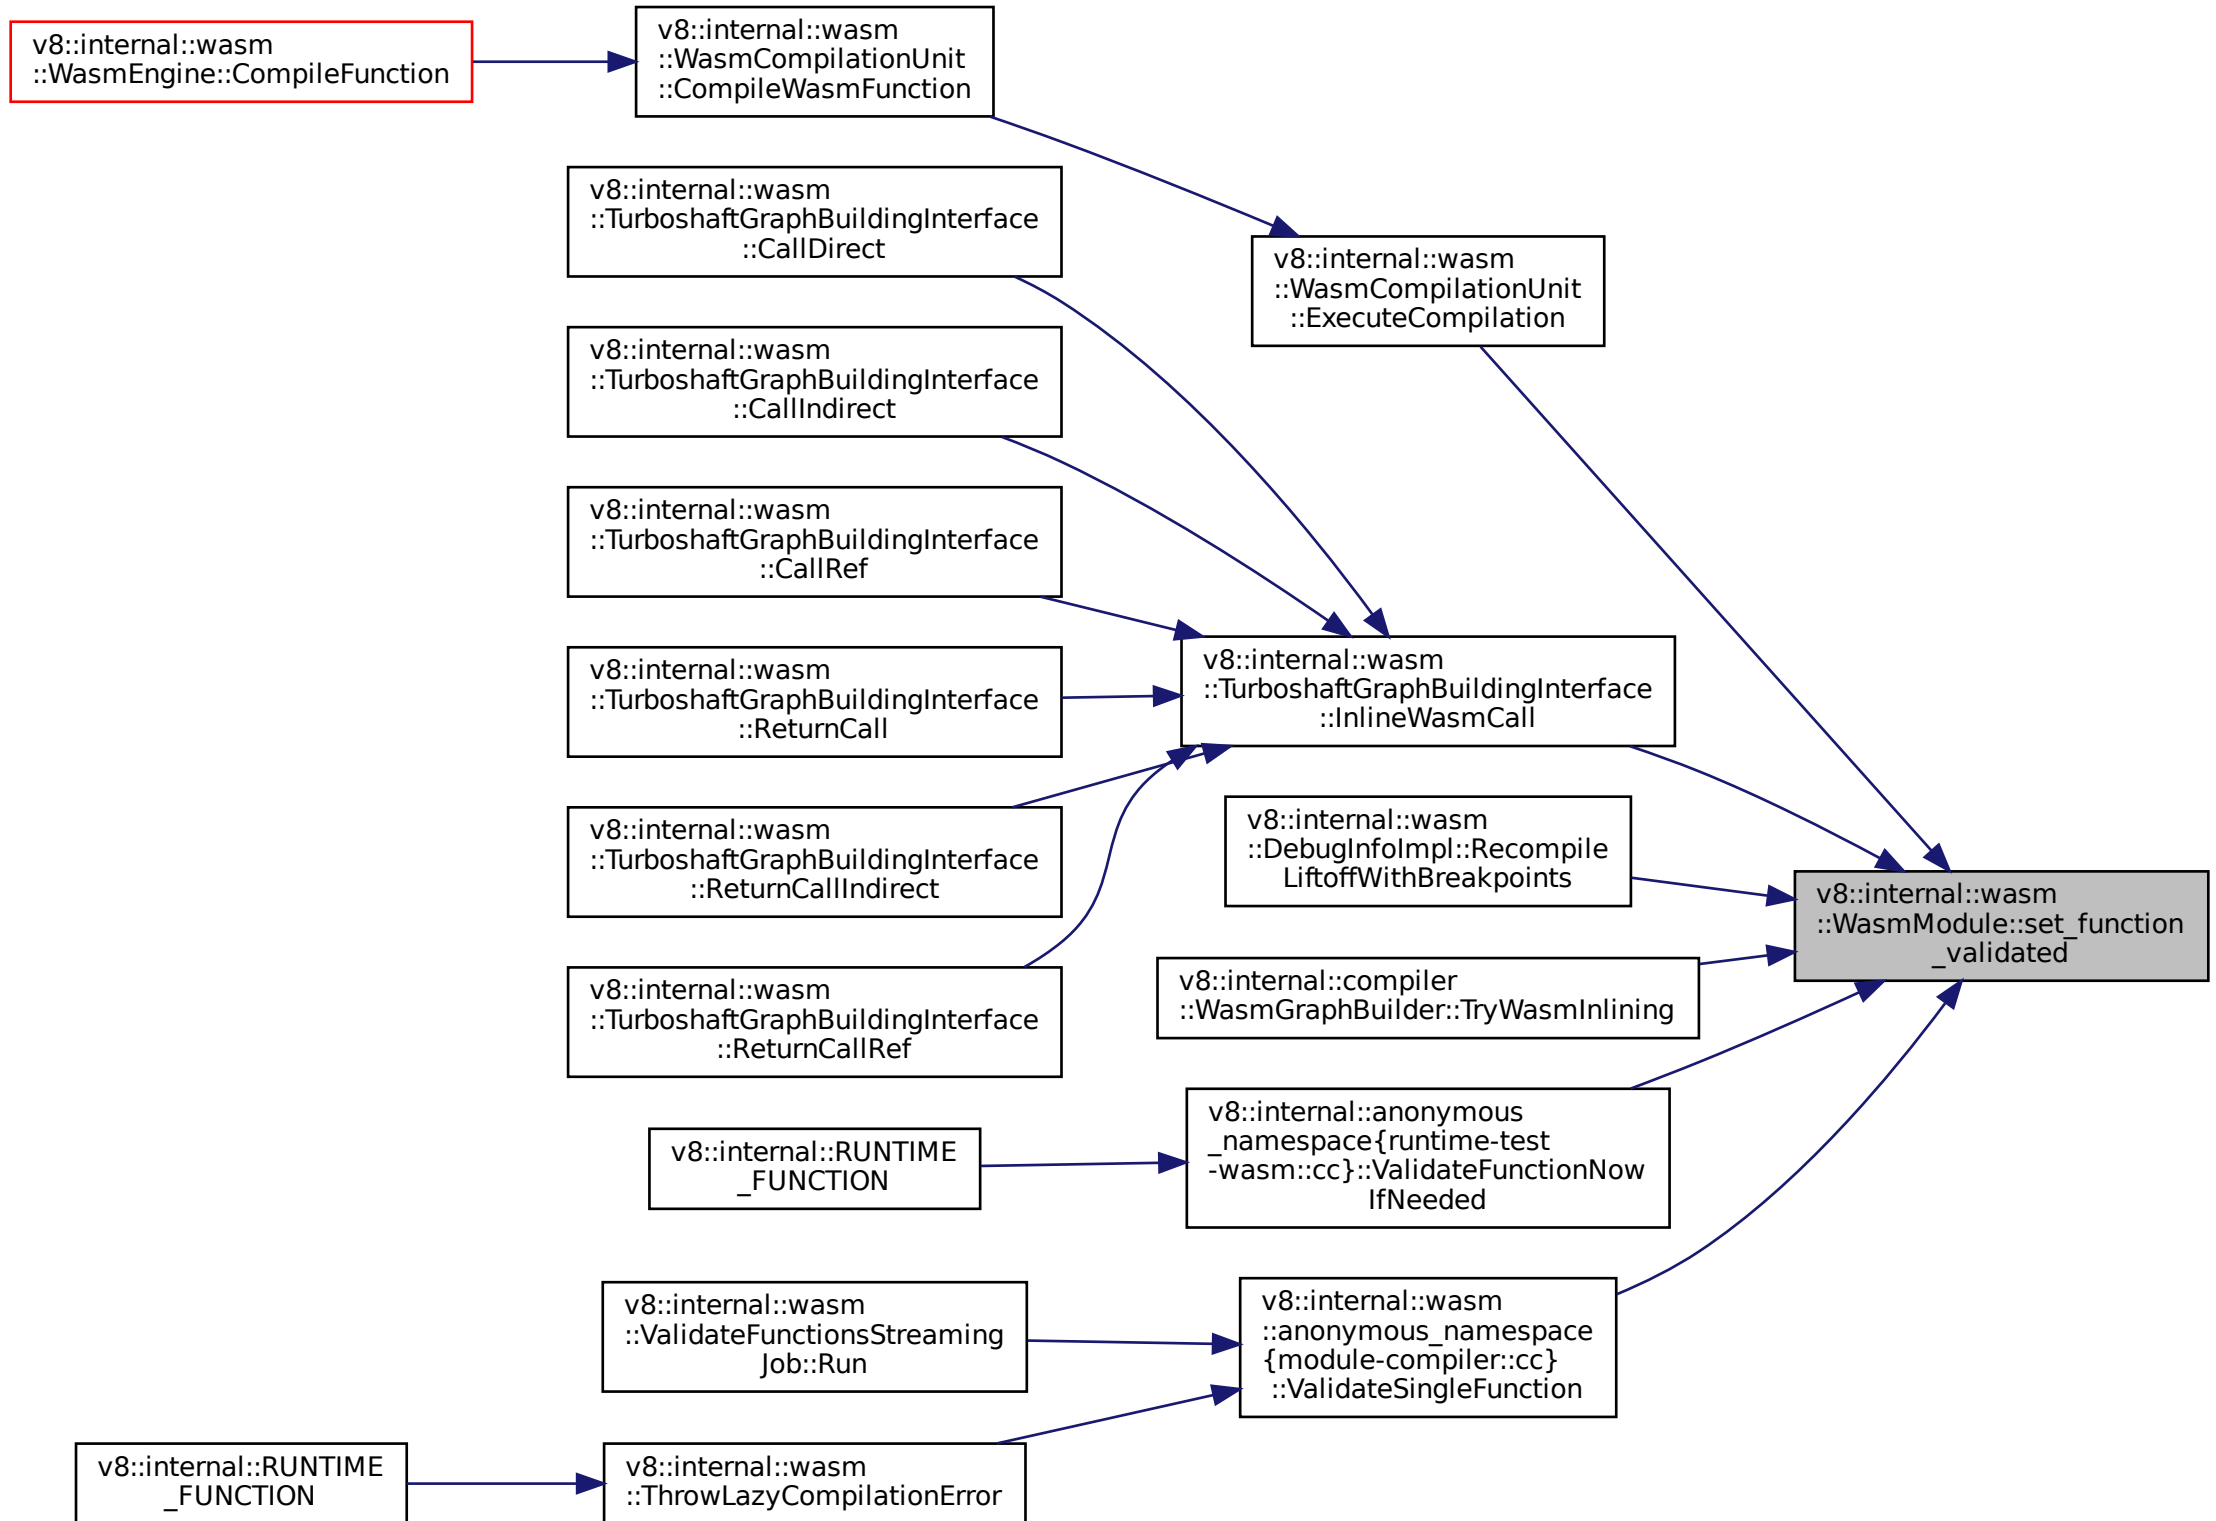 v8::internal::wasm
::WasmEngine::CompileFunction
v8::internal::wasm
::WasmCompilationUnit
::CompileWasmFunction
v8::internal::wasm
::TurboshaftGraphBuildingInterface
::CallDirect
v8::internal::wasm
::WasmCompilationUnit
::ExecuteCompilation
v8::internal::wasm
::TurboshaftGraphBuildingInterface
::CallIndirect
v8::internal::wasm
::TurboshaftGraphBuildingInterface
::CallRef
v8::internal::wasm
::TurboshaftGraphBuildingInterface
::ReturnCall
v8::internal::wasm
::TurboshaftGraphBuildingInterface
::InlineWasmCall
v8::internal::wasm
::TurboshaftGraphBuildingInterface
::ReturnCallIndirect
v8::internal::wasm
::DebugInfoImpl::Recompile
LiftoffWithBreakpoints
v8::internal::wasm
::WasmModule::set_function
_validated
v8::internal::wasm
::TurboshaftGraphBuildingInterface
::ReturnCallRef
v8::internal::compiler
::WasmGraphBuilder::TryWasmInlining
v8::internal::RUNTIME
_FUNCTION
v8::internal::anonymous
_namespace{runtime-test
-wasm::cc}::ValidateFunctionNow
IfNeeded
v8::internal::wasm
::ValidateFunctionsStreaming
Job::Run
v8::internal::wasm
::anonymous_namespace
{module-compiler::cc}
::ValidateSingleFunction
v8::internal::RUNTIME
_FUNCTION
v8::internal::wasm
::ThrowLazyCompilationError